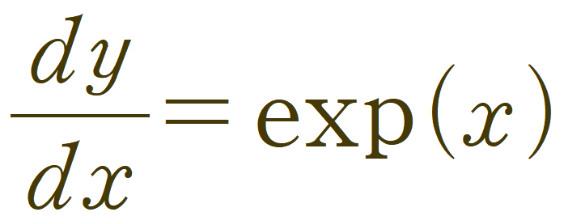 dy/dx = exp(x)